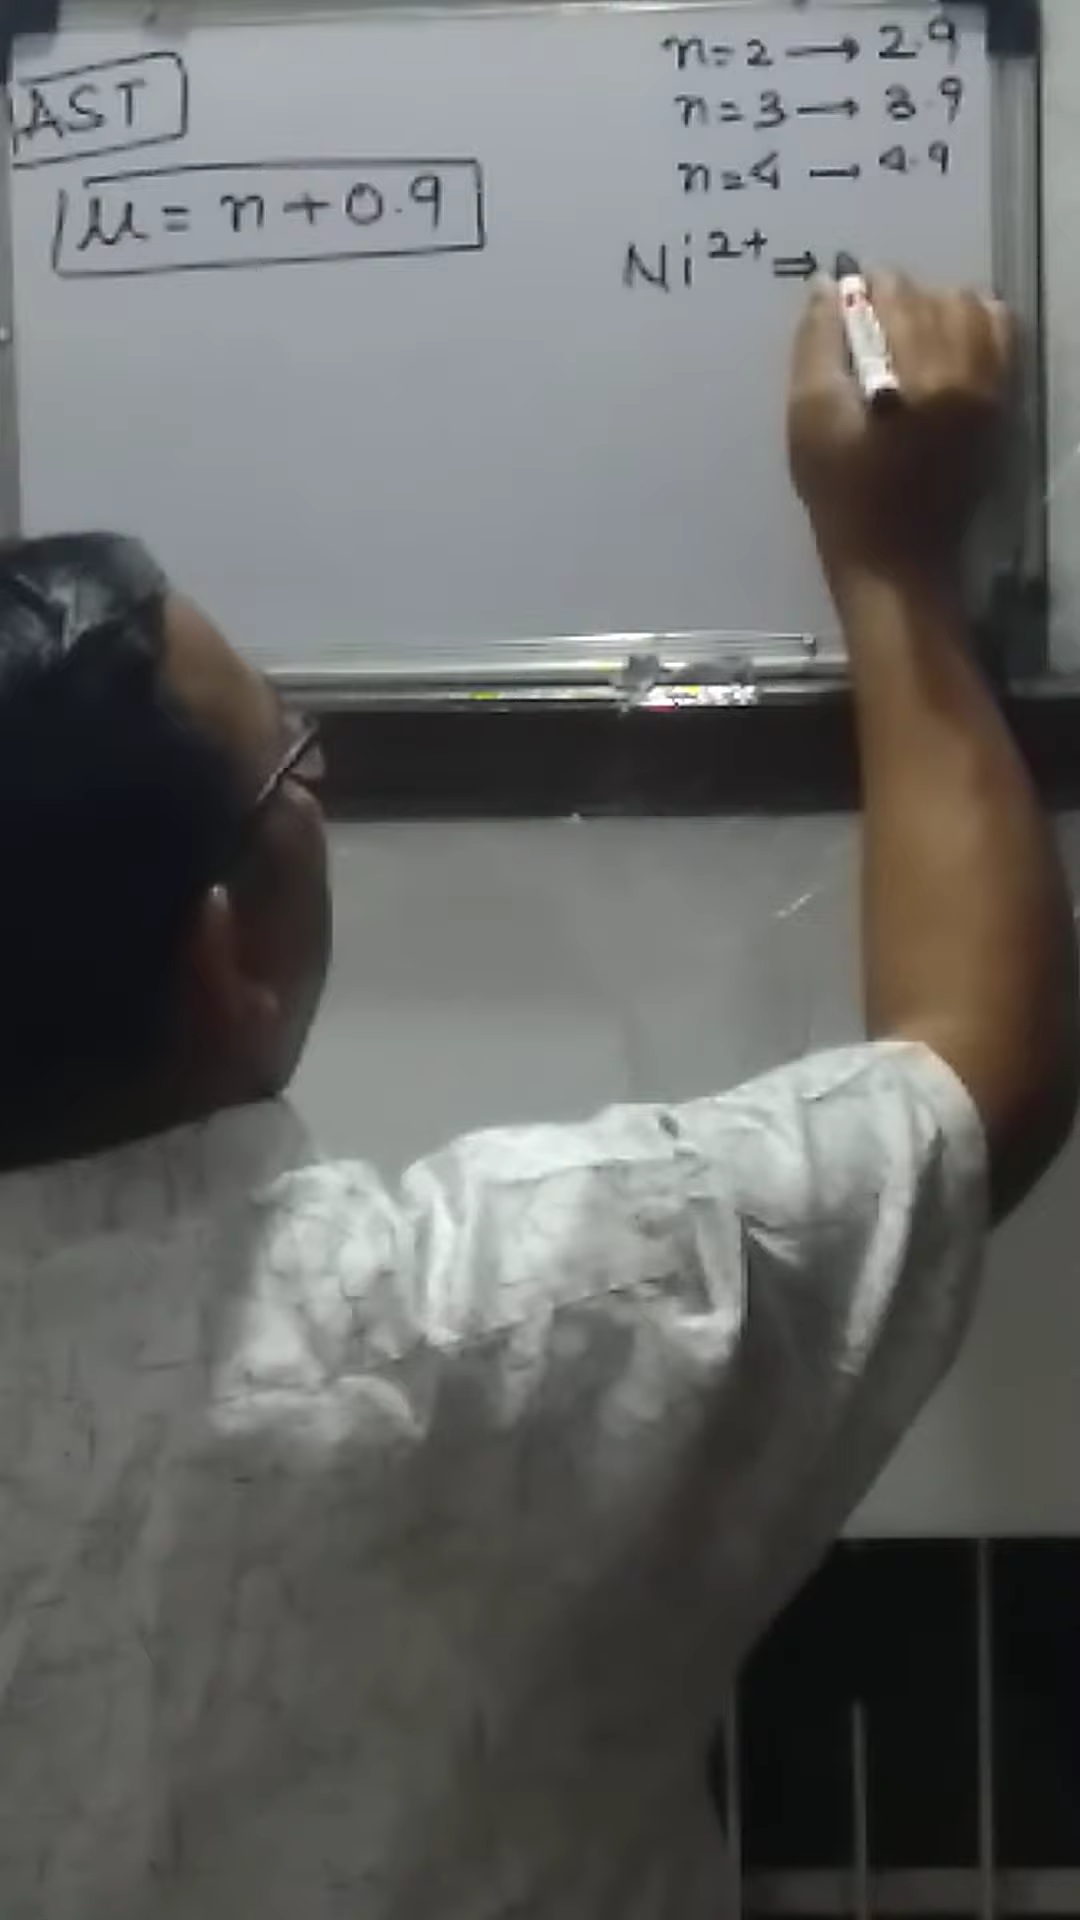 AST
μ = n + 0.9
n = 2 → 2.9
n = 3 → 3.9
n = 4 → 4.9
Ni²⁺ ⇒